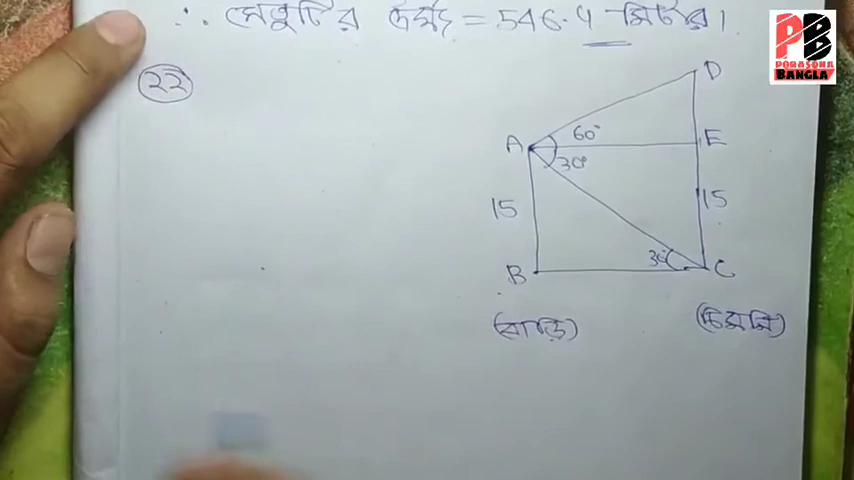 ∴ সেতুটির দৈর্ঘ্য = 546.4 মিটার।
PB
PORASONA
BANGLA
২২
D
A 60° E
30°
15 15
30° C
B
(বাড়ি) (চিমনি)